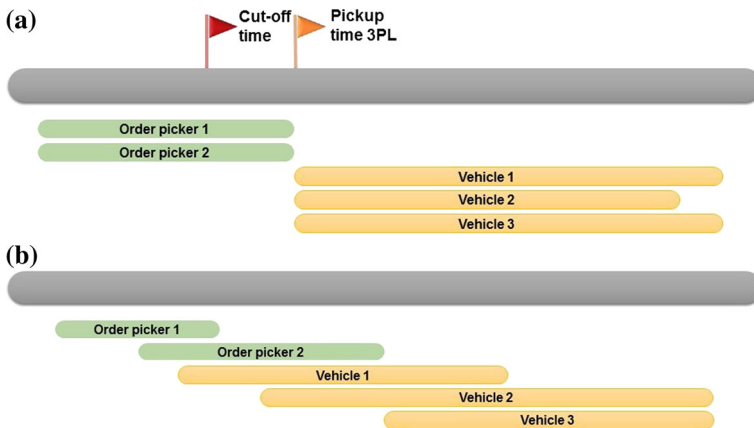 (a)
Cut-off
time
Pickup
time 3PL
Order picker 1
Order picker 2
Vehicle 1
Vehicle 2
Vehicle 3
(b)
Order picker 1
Order picker 2
Vehicle 1
Vehicle 2
Vehicle 3